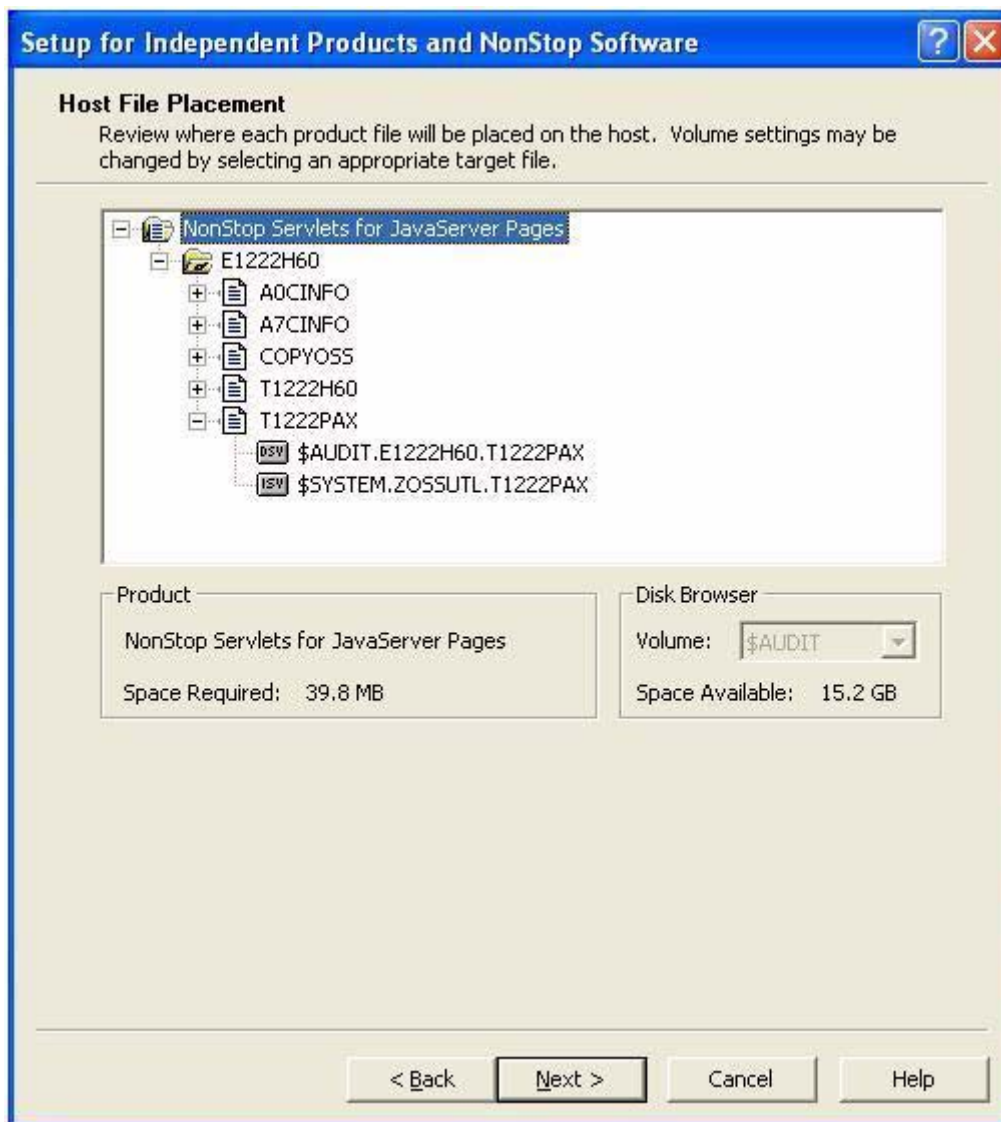 Setup for Independent Products and NonStop Software
Host File Placement
Review where each product file will be placed on the host. Volume settings may be
changed by selecting an appropriate target file.
NonStop Servlets for JavaServer Pages
E1222H60
A0CINFO
A7CINFO
COPYOSS
T1222H60
T1222PAX
DSV $AUDIT.E1222H60.T1222PAX
ISV $SYSTEM.ZOSSUTL.T1222PAX
Product
NonStop Servlets for JavaServer Pages
Space Required: 39.8 MB
Disk Browser
Volume: $AUDIT
Space Available: 15.2 GB
< Back
Next >
Cancel
Help